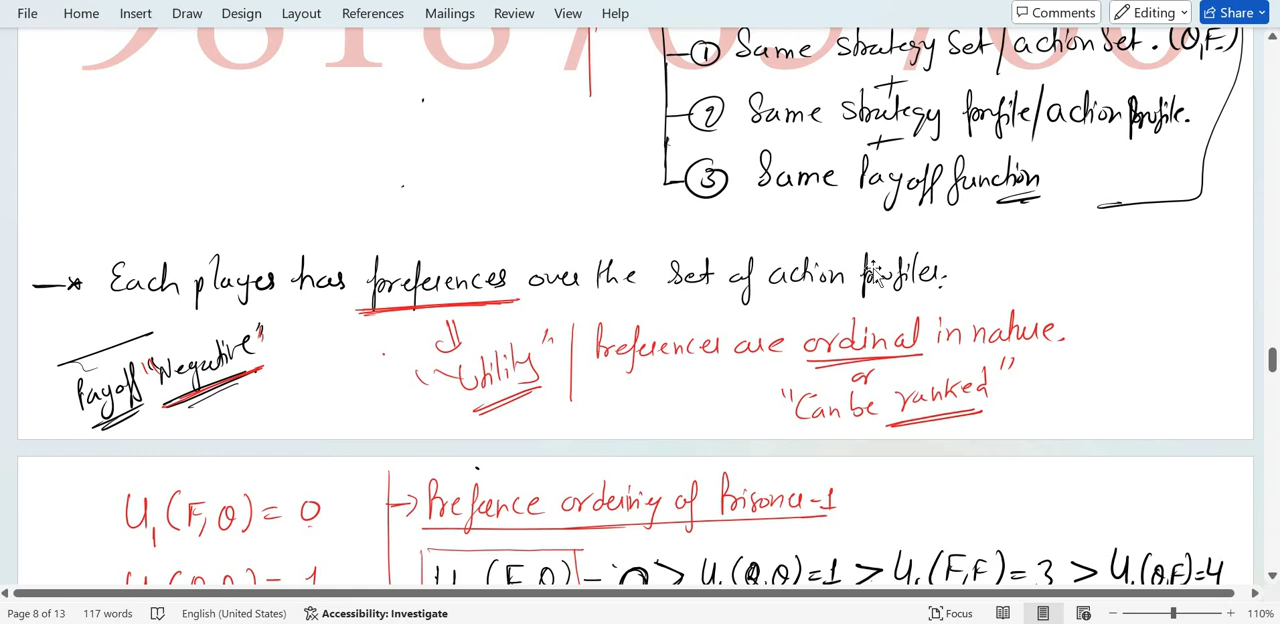 File Home Insert Draw Design Layout References Mailings Review View Help Comments Editing Share
① Same strategy set/action set. (Q,F)
+
② Same strategy profile/action profile.
+
③ Same Payoff function
→* Each player has preferences over the set of action profiles.
Payoff "Negative"
⇓
"Utility"
Preferences are ordinal in nature.
or
"Can be ranked"
U₁(F,Q) = 0
→ Prefence ordering of Prisoner-1
U₁(F,Q) = 0 > U₁(Q,Q)=1 > U₁(F,F)=3 > U₁(Q,F)=4
Page 8 of 13 117 words English (United States) Accessibility: Investigate Focus 110%